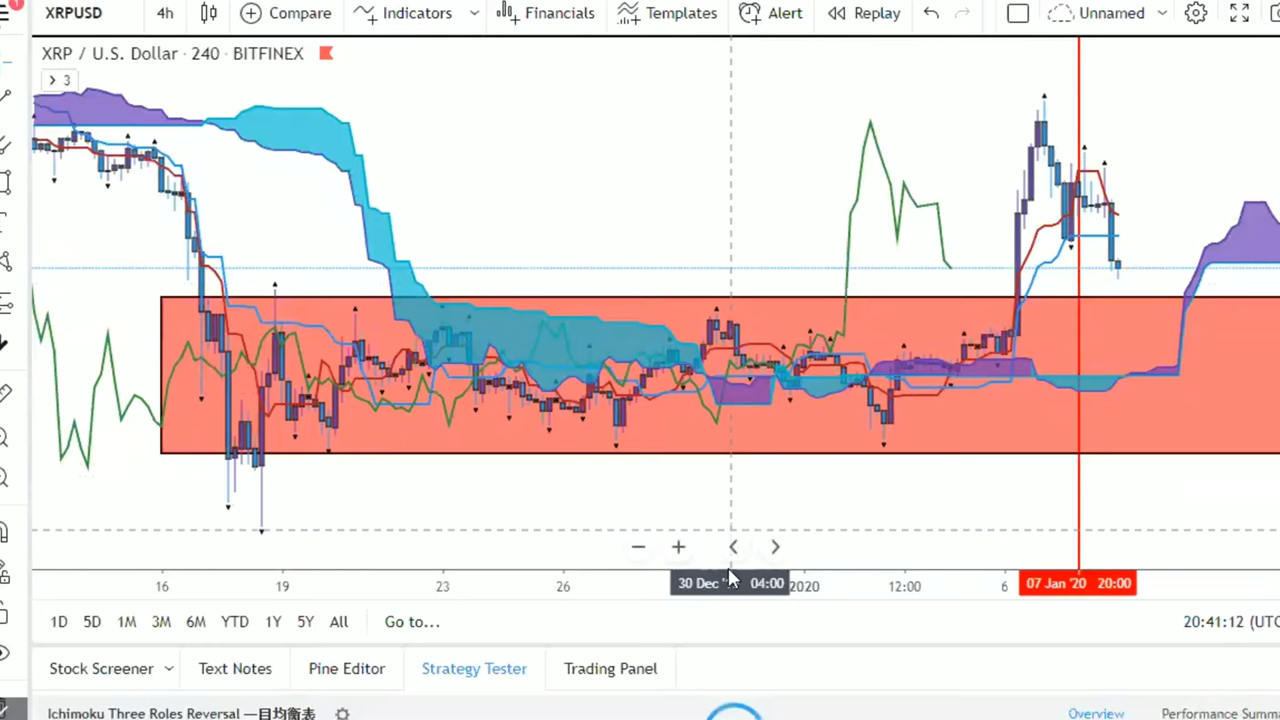 XRPUSD 4h Compare Indicators Financials Templates Alert Replay Unnamed
XRP / U.S. Dollar · 240 · BITFINEX
3
16 19 23 26 30 Dec 04:00 2020 12:00 6 07 Jan '20 20:00
1D 5D 1M 3M 6M YTD 1Y 5Y All Go to... 20:41:12 (UTC
Stock Screener Text Notes Pine Editor Strategy Tester Trading Panel
Ichimoku Three Roles Reversal 一目均衡表 Overview Performance Summa